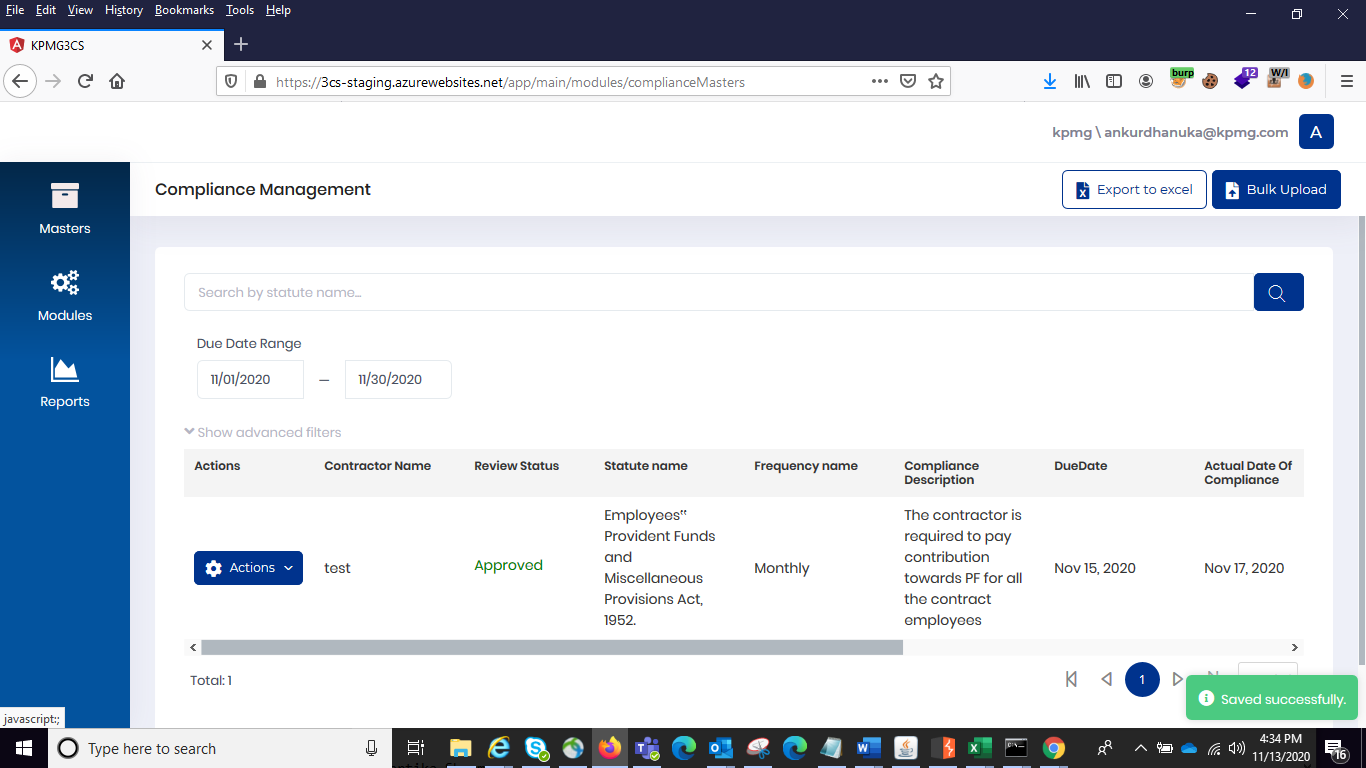 File Edit View History Bookmarks Tools Help
KPMG3CS
https://3cs-staging.azurewebsites.net/app/main/modules/complianceMasters
burp
12
W/I
kpmg \ ankurdhanuka@kpmg.com A
Compliance Management
Export to excel Bulk Upload
Masters
Modules
Reports
Search by statute name...
Due Date Range
11/01/2020 — 11/30/2020
Show advanced filters
Actions Contractor Name Review Status Statute name Frequency name Compliance Description DueDate Actual Date Of Compliance
Actions
test
Approved
Employees‟
Provident Funds
and
Miscellaneous
Provisions Act,
1952.
Monthly
The contractor is
required to pay
contribution
towards PF for all
the contract
employees
Nov 15, 2020
Nov 17, 2020
Total: 1
1
Saved successfully.
javascript:;
Type here to search
4:34 PM
11/13/2020
16